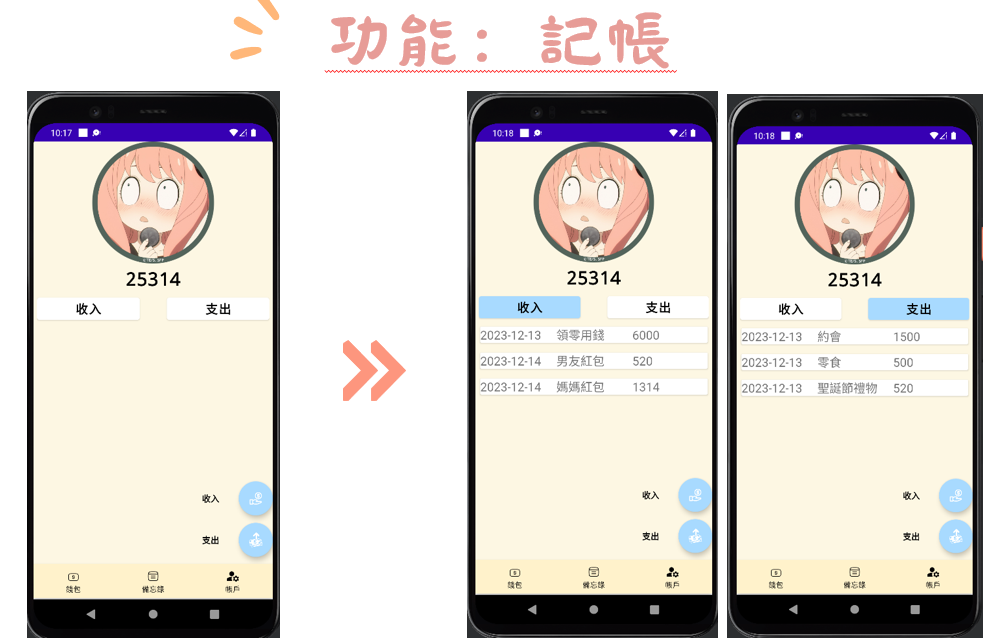 功能：記帳
10:17
25314
收入 支出
收入
支出
錢包 備忘錄 帳戶
10:18
25314
收入 支出
2023-12-13 領零用錢 6000
2023-12-14 男友紅包 520
2023-12-14 媽媽紅包 1314
收入
支出
錢包 備忘錄 帳戶
10:18
25314
收入 支出
2023-12-13 約會 1500
2023-12-13 零食 500
2023-12-13 聖誕節禮物 520
收入
支出
錢包 備忘錄 帳戶